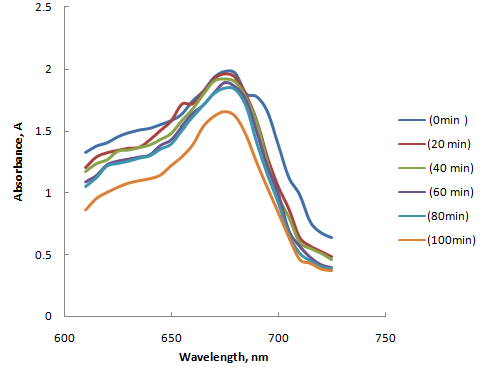 2.5
2
1.5
1
0.5
0
600
650
700
750
Absorbance, A
Wavelength, nm
(0min )
(20 min)
(40 min)
(60 min)
(80min)
(100min)